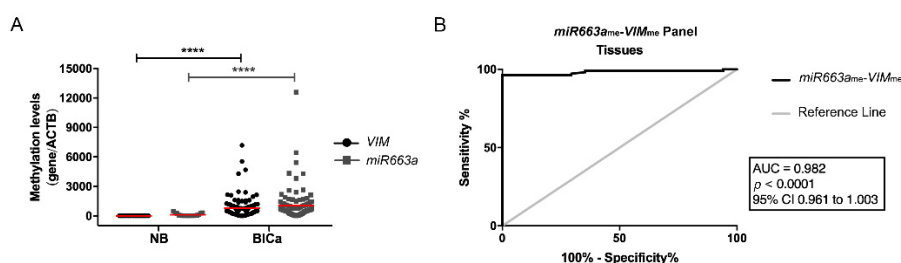 A
****
****
15000
12000
9000
6000
3000
0
Methylation levels
(gene/ACTB)
NB
BlCa
VIM
miR663a
B
miR663ame-VIMme Panel
Tissues
100
50
0
Sensitivity %
0
50
100
100% - Specificity%
miR663ame-VIMme
Reference Line
AUC = 0.982
p < 0.0001
95% CI 0.961 to 1.003